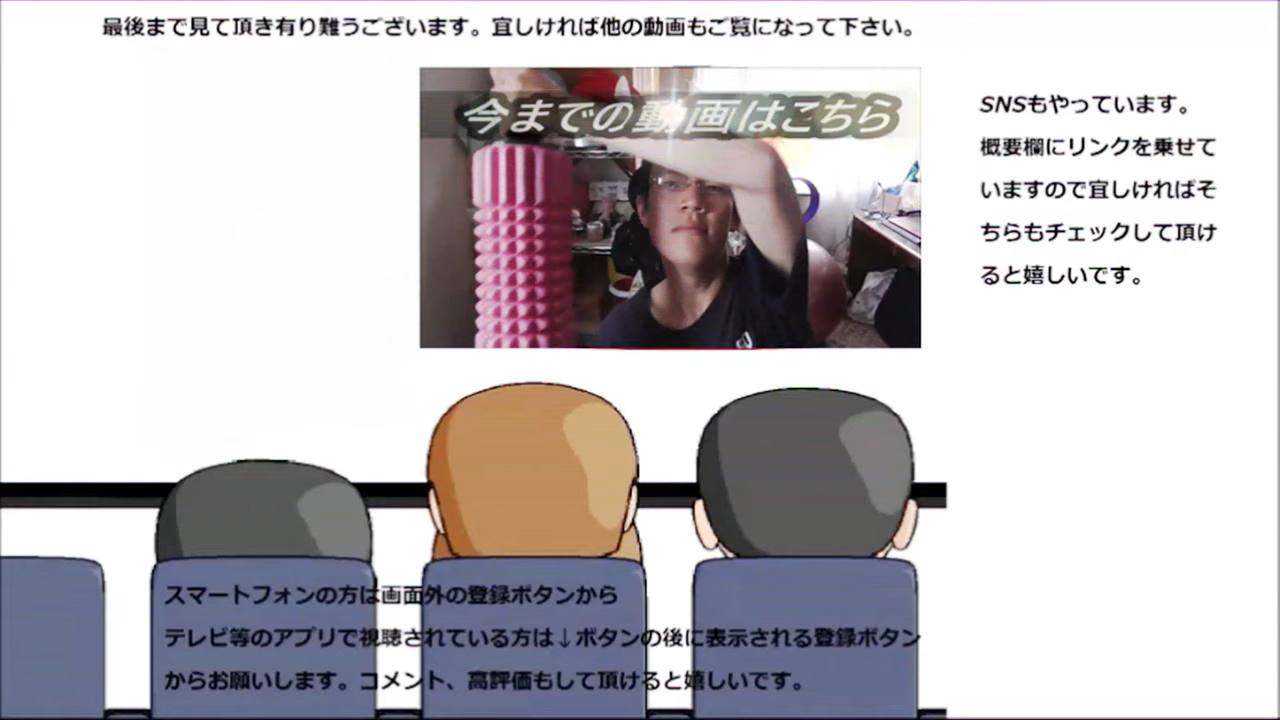 最後まで見て頂き有り難うございます。宜しければ他の動画もご覧になって下さい。
今までの動画はこちら
SNSもやっています。
概要欄にリンクを乗せて
いますので宜しければそ
ちらもチェックして頂け
ると嬉しいです。
スマートフォンの方は画面外の登録ボタンから
テレビ等のアプリで視聴されている方は↓ボタンの後に表示される登録ボタン
からお願いします。コメント、高評価もして頂けると嬉しいです。